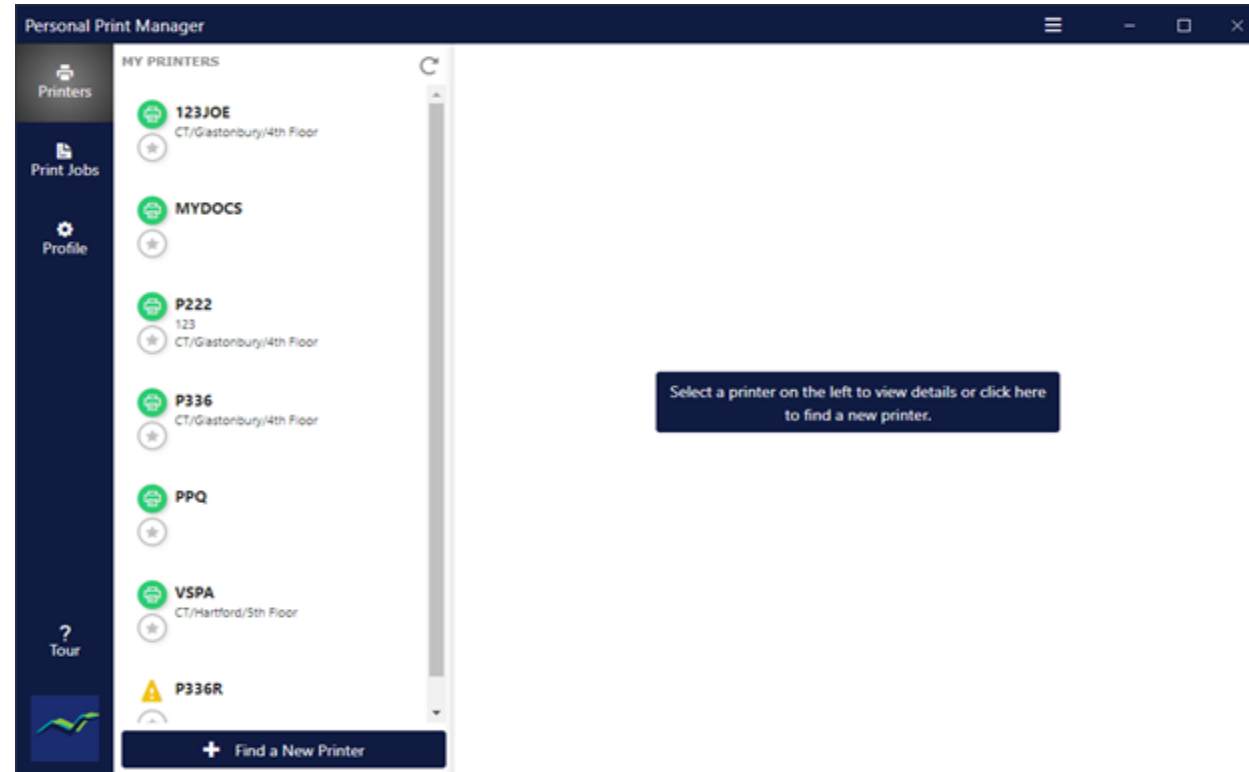 Personal Print Manager
Printers
Print Jobs
Profile
?
Tour
MY PRINTERS
123JOE
CT/Glastonbury/4th Floor
MYDOCS
P222
123
CT/Glastonbury/4th Floor
P336
CT/Glastonbury/4th Floor
PPQ
VSPA
CT/Hartford/5th Floor
P336R
Find a New Printer
Select a printer on the left to view details or click here
to find a new printer.